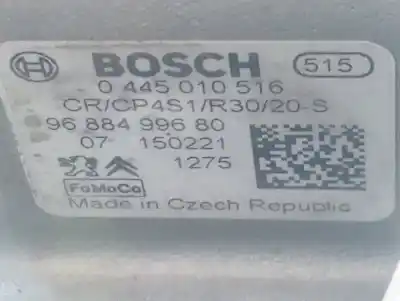 BOSCH 515
0 445 010 516
CR/CP4S1/R30/20-S
96 884 996 80
07 150221
1275
FoMoCo
Made in Czech Republic